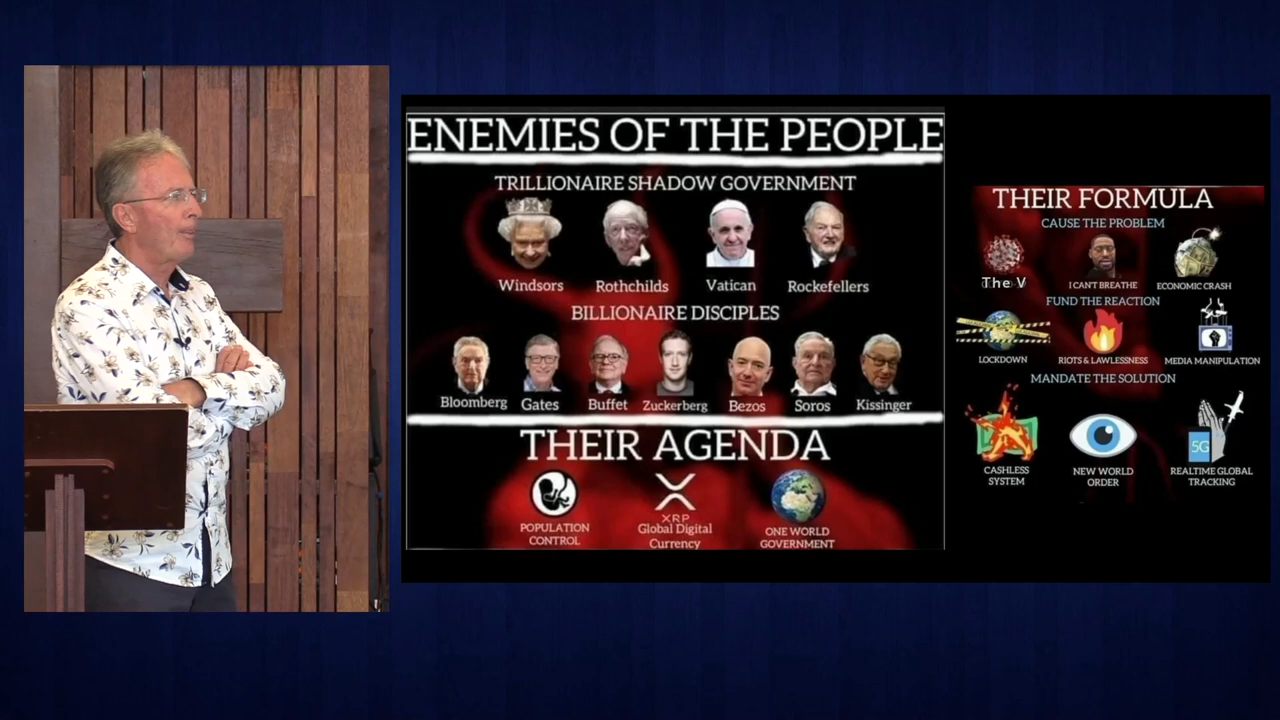 ENEMIES OF THE PEOPLE
TRILLIONAIRE SHADOW GOVERNMENT
Windsors Rothchilds Vatican Rockefellers
BILLIONAIRE DISCIPLES
Bloomberg Gates Buffet Zuckerberg Bezos Soros Kissinger
THEIR AGENDA
POPULATION
CONTROL
XRP
Global Digital
Currency
ONE WORLD
GOVERNMENT
THEIR FORMULA
CAUSE THE PROBLEM
The V I CAN'T BREATHE ECONOMIC CRASH
FUND THE REACTION
LOCKDOWN RIOTS & LAWLESSNESS MEDIA MANIPULATION
MANDATE THE SOLUTION
5G
CASHLESS
SYSTEM
NEW WORLD
ORDER
REALTIME GLOBAL
TRACKING